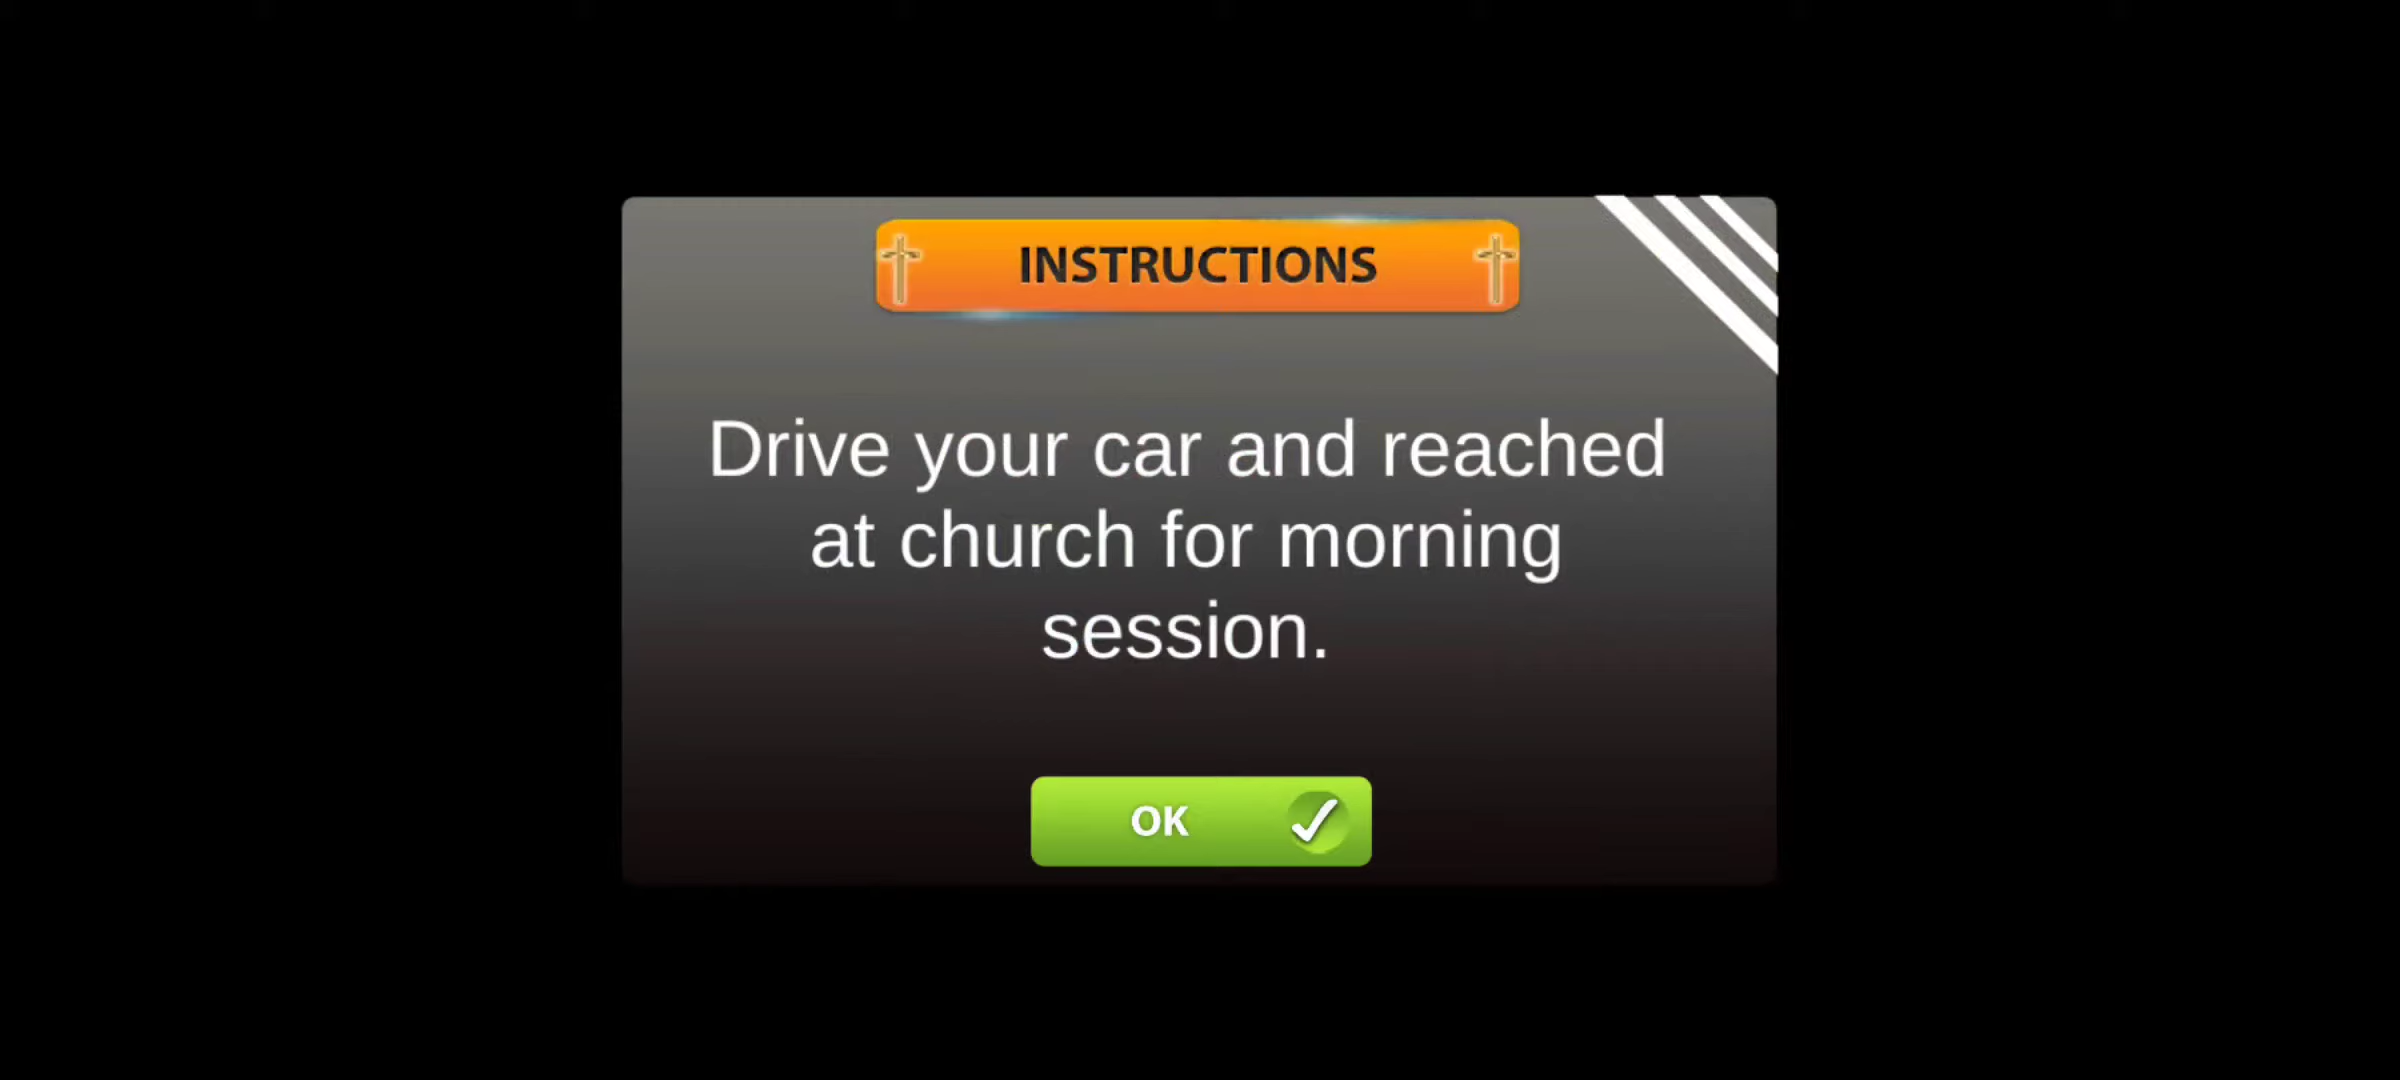 INSTRUCTIONS
Drive your car and reached
at church for morning
session.
OK